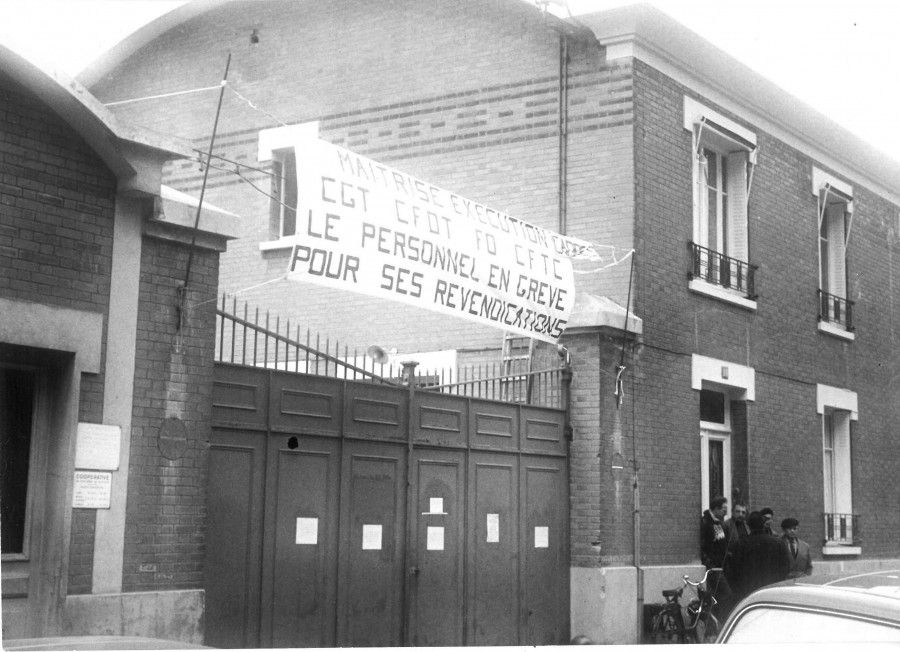 MAITRISE EXECUTION CADRES
CGT CFDT FO CFTC
LE PERSONNEL EN GREVE
POUR SES REVENDICATIONS
COOPERATIVE